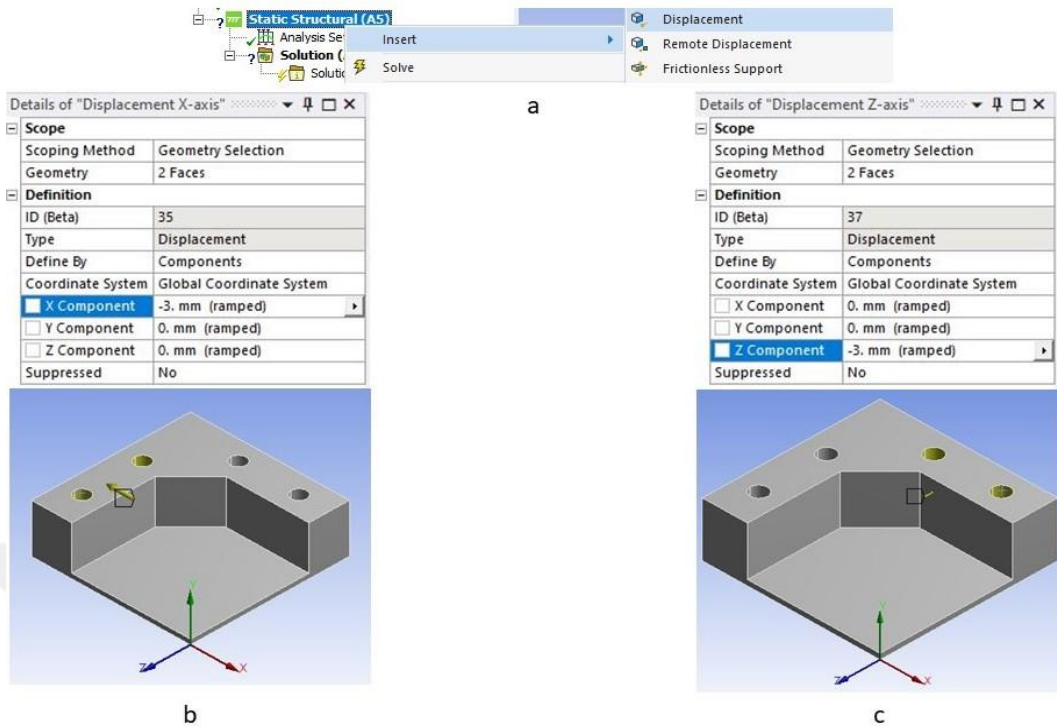 Static Structural (A5)
Analysis Se
Solution (
Solutic
Insert
Solve
Displacement
Remote Displacement
Frictionless Support
a
Details of "Displacement X-axis"
Scope
Scoping Method Geometry Selection
Geometry 2 Faces
Definition
ID (Beta) 35
Type Displacement
Define By Components
Coordinate System Global Coordinate System
X Component -3. mm (ramped)
Y Component 0. mm (ramped)
Z Component 0. mm (ramped)
Suppressed No
Y
Z
X
b
Details of "Displacement Z-axis"
Scope
Scoping Method Geometry Selection
Geometry 2 Faces
Definition
ID (Beta) 37
Type Displacement
Define By Components
Coordinate System Global Coordinate System
X Component 0. mm (ramped)
Y Component 0. mm (ramped)
Z Component -3. mm (ramped)
Suppressed No
Y
Z
X
c